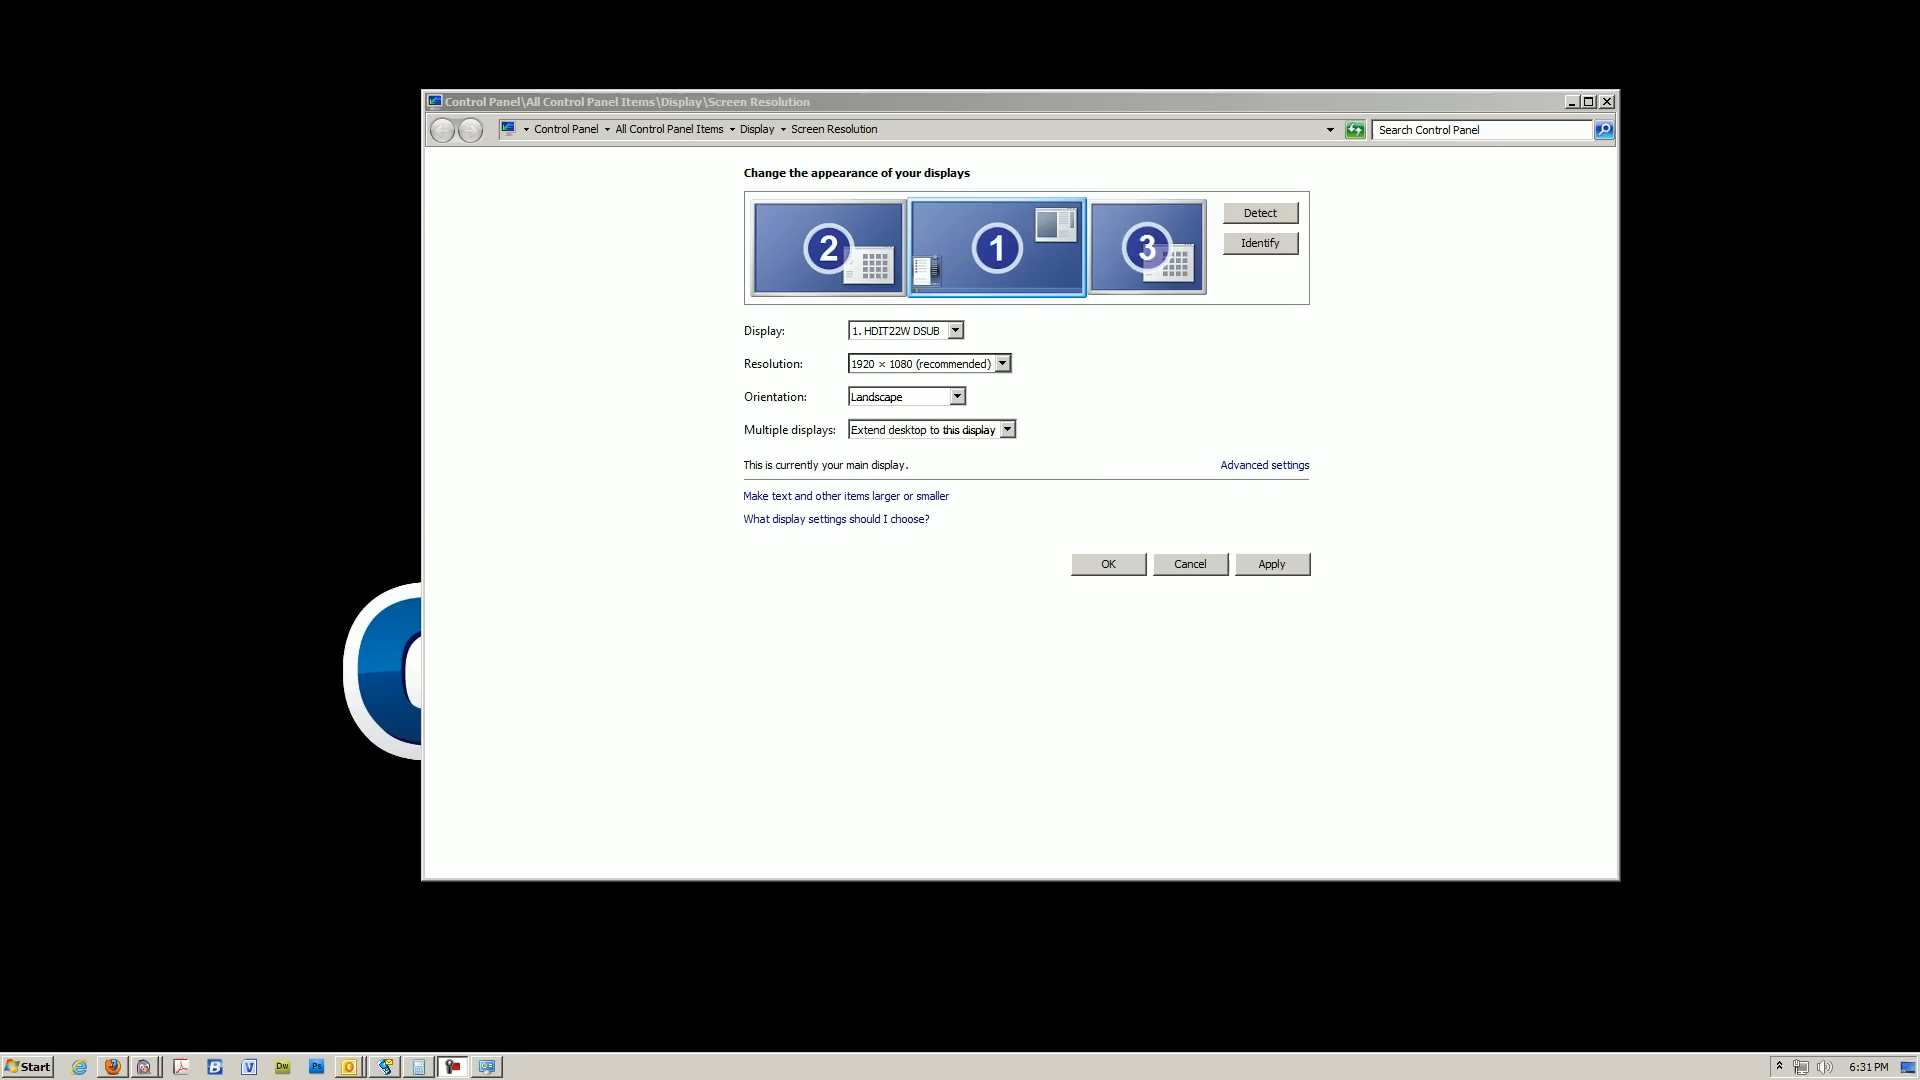 Control Panel\All Control Panel Items\Display\Screen Resolution
Control Panel All Control Panel Items Display Screen Resolution
Search Control Panel
Change the appearance of your displays
2 1 3
Detect
Identify
Display: 1. HDIT22W DSUB
Resolution: 1920 × 1080 (recommended)
Orientation: Landscape
Multiple displays: Extend desktop to this display
This is currently your main display. Advanced settings
Make text and other items larger or smaller
What display settings should I choose?
OK Cancel Apply
Start B V Dw Ps O 6:31 PM